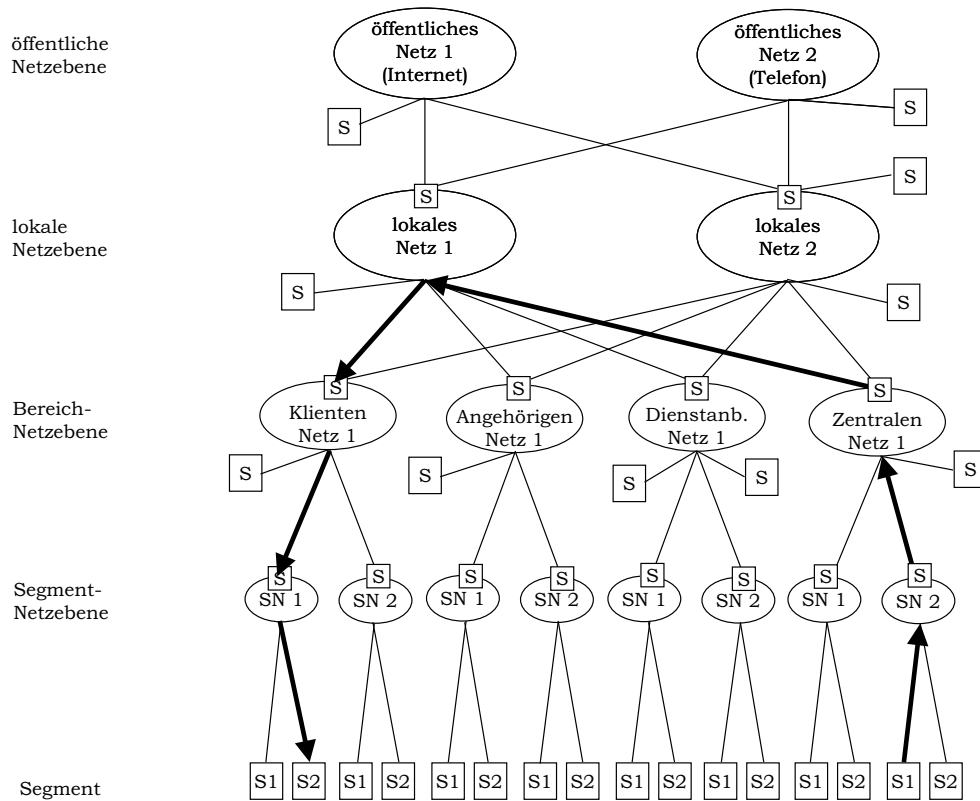 öffentliche
Netzebene
öffentliches
Netz 1
(Internet)
öffentliches
Netz 2
(Telefon)
S
S
S
lokale
Netzebene
S
lokales
Netz 1
S
lokales
Netz 2
S
S
Bereich-
Netzebene
S
Klienten
Netz 1
S
Angehörigen
Netz 1
S
Dienstanb.
Netz 1
S
Zentralen
Netz 1
S
S
S
S
S
Segment-
Netzebene
S
SN 1
S
SN 2
S
SN 1
S
SN 2
S
SN 1
S
SN 2
S
SN 1
S
SN 2
Segment
S1
S2
S1
S2
S1
S2
S1
S2
S1
S2
S1
S2
S1
S2
S1
S2